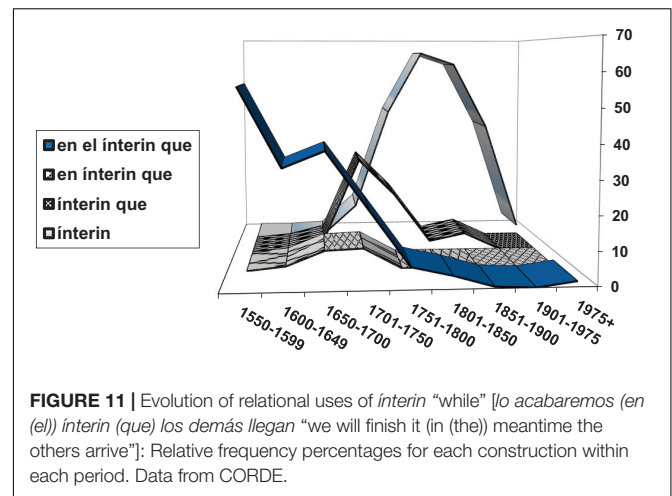 70
60
50
40
30
20
10
0
en el ínterin que
en ínterin que
ínterin que
ínterin
1550-1599
1600-1649
1650-1700
1701-1750
1751-1800
1801-1850
1851-1900
1901-1975
1975+
FIGURE 11 | Evolution of relational uses of ínterin “while” [lo acabaremos (en
(el)) ínterin (que) los demás llegan “we will finish it (in (the)) meantime the
others arrive”]: Relative frequency percentages for each construction within
each period. Data from CORDE.